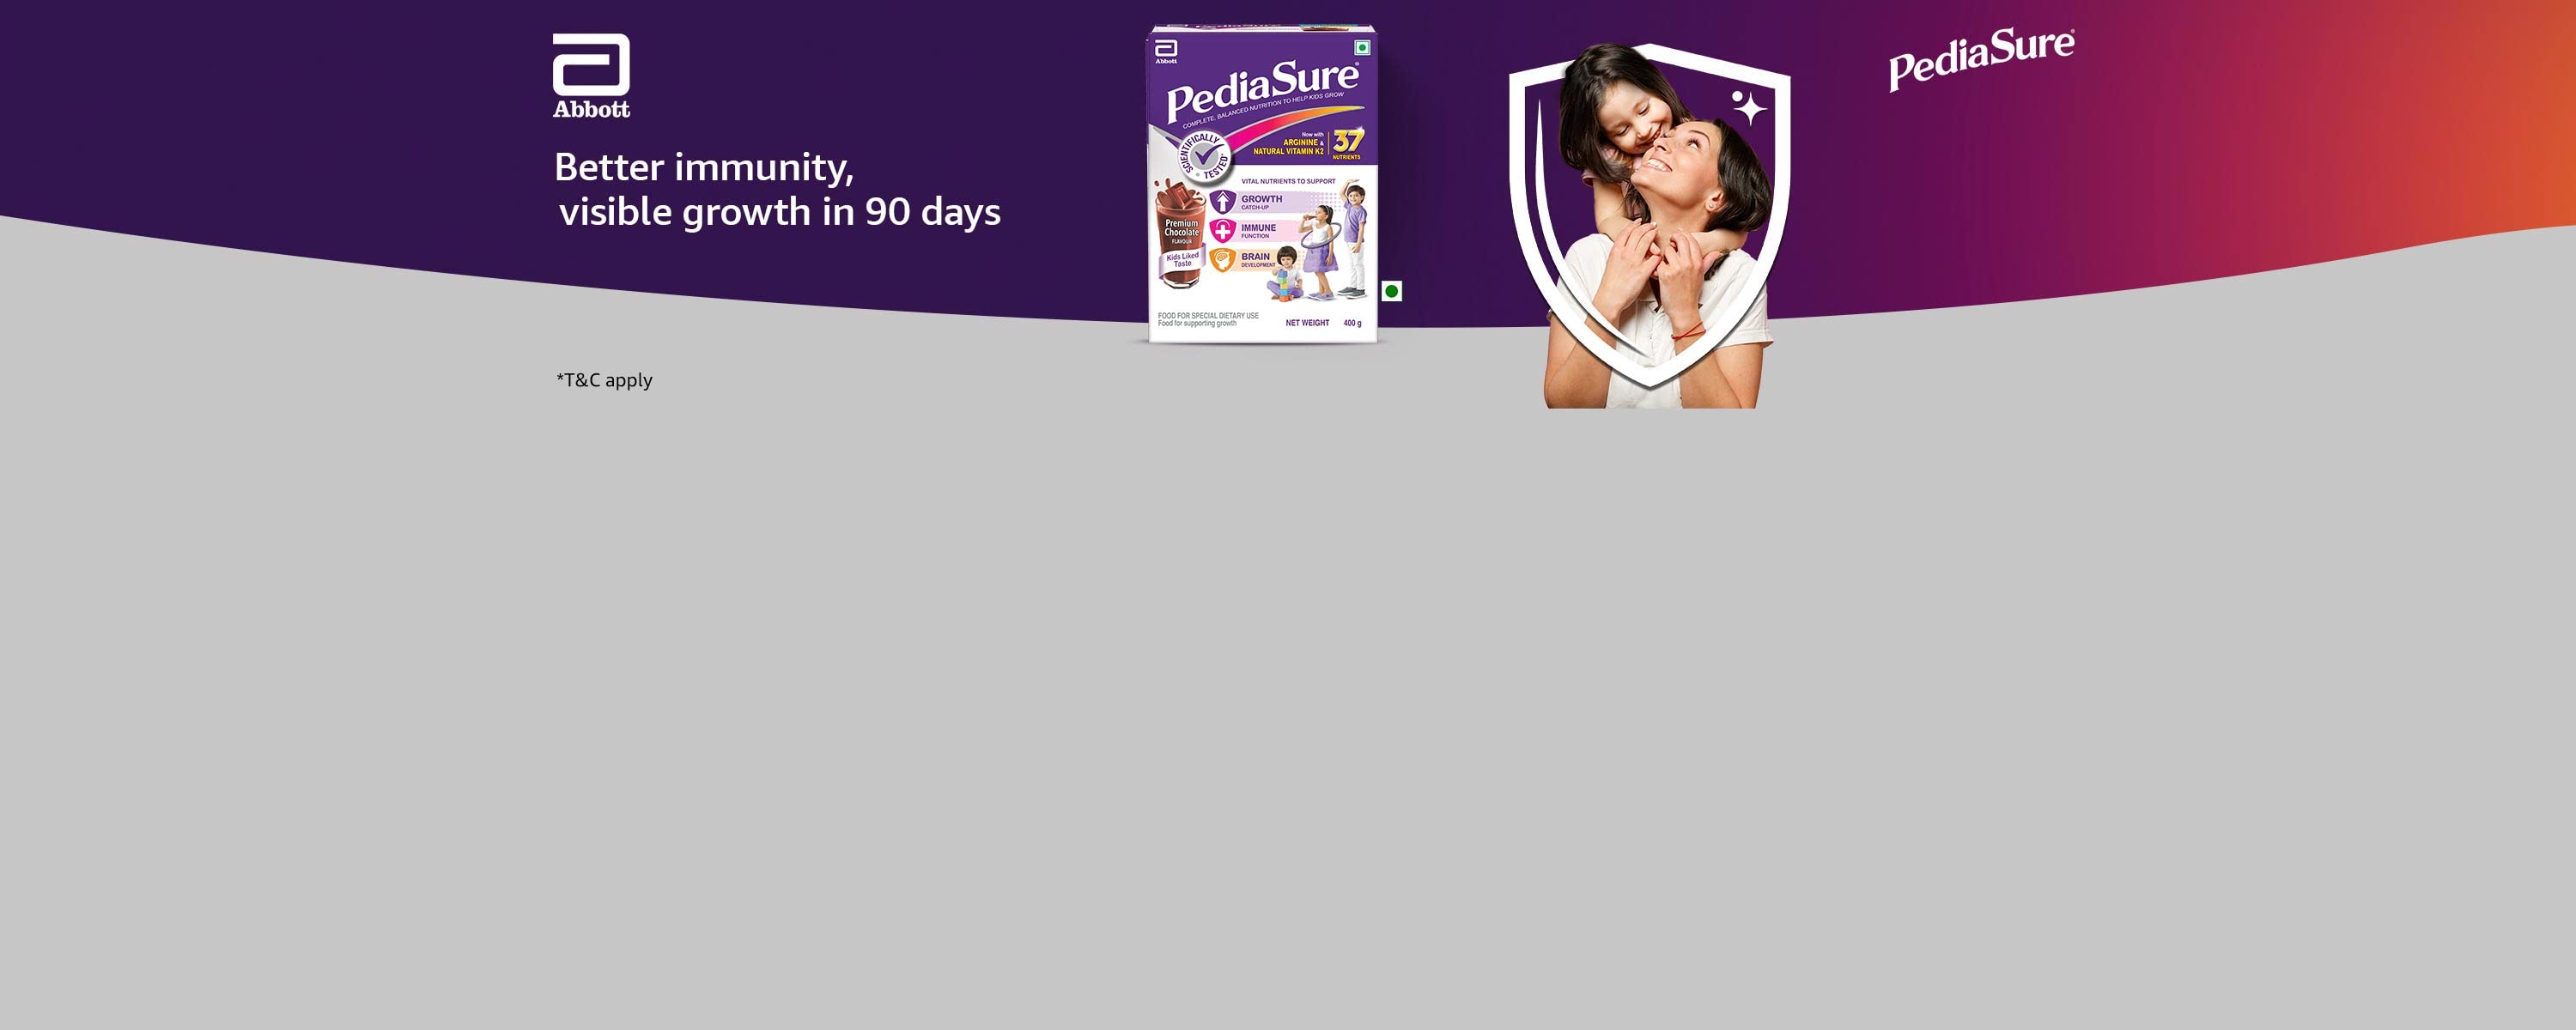 Abbott
Better immunity,
visible growth in 90 days
*T&C apply
Abbott
PediaSure®
COMPLETE, BALANCED NUTRITION TO HELP KIDS GROW
SCIENTIFICALLY TESTED
Now with
ARGININE &
NATURAL VITAMIN K2
37
NUTRIENTS
VITAL NUTRIENTS TO SUPPORT
GROWTH
CATCH-UP
IMMUNE
FUNCTION
BRAIN
DEVELOPMENT
Premium
Chocolate
FLAVOUR
Kids Liked
Taste
FOOD FOR SPECIAL DIETARY USE
Food for supporting growth
NET WEIGHT 400 g
PediaSure®